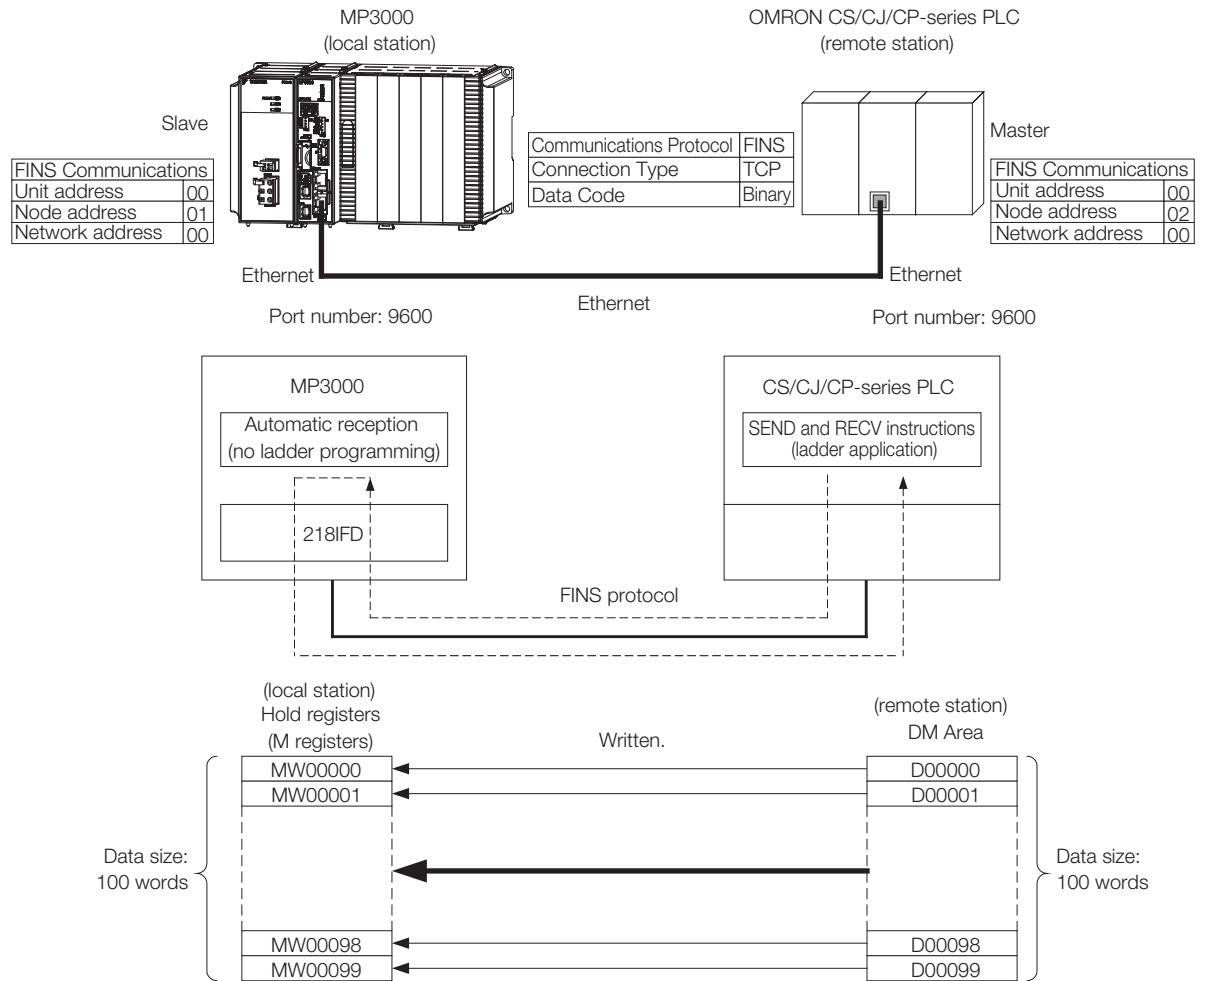 MP3000
(local station)
OMRON CS/CJ/CP-series PLC
(remote station)
Slave
Master
FINS Communications
Unit address 00
Node address 01
Network address 00
Communications Protocol FINS
Connection Type TCP
Data Code Binary
FINS Communications
Unit address 00
Node address 02
Network address 00
Ethernet
Ethernet
Ethernet
Port number: 9600
Port number: 9600
MP3000
Automatic reception
(no ladder programming)
218IFD
CS/CJ/CP-series PLC
SEND and RECV instructions
(ladder application)
FINS protocol
(local station)
Hold registers
(M registers)
Written.
(remote station)
DM Area
MW00000
D00000
MW00001
D00001
Data size:
100 words
Data size:
100 words
MW00098
D00098
MW00099
D00099